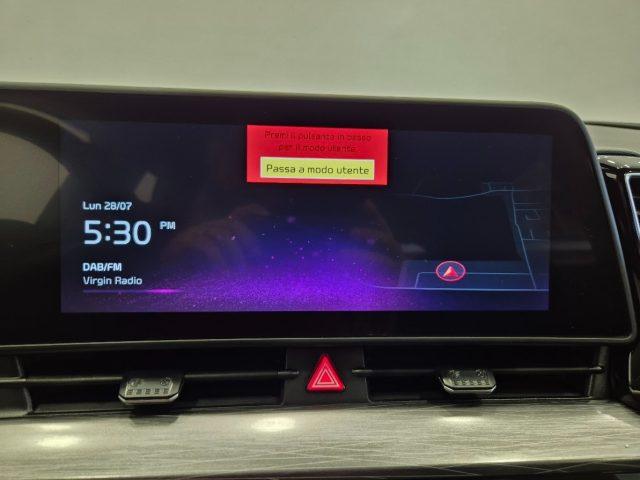 Premi il pulsante in basso
per il modo utente.
Passa a modo utente
Lun 28/07
5:30 PM
DAB/FM
Virgin Radio